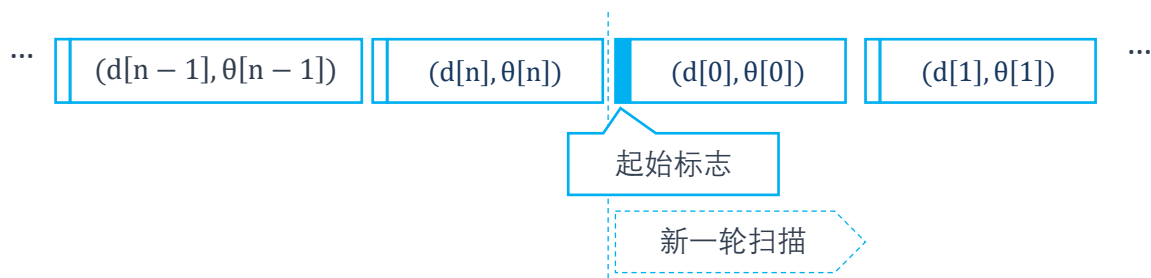 … (d[n − 1], θ[n − 1]) (d[n], θ[n]) (d[0], θ[0]) (d[1], θ[1]) …
起始标志
新一轮扫描